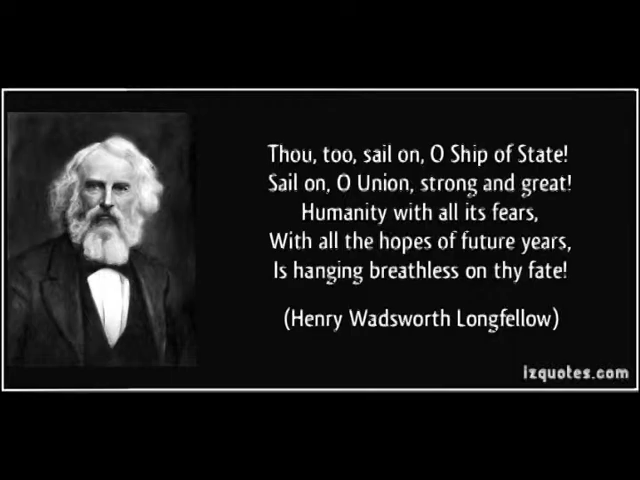 Thou, too, sail on, O Ship of State!
Sail on, O Union, strong and great!
Humanity with all its fears,
With all the hopes of future years,
Is hanging breathless on thy fate!
(Henry Wadsworth Longfellow)
izquotes.com